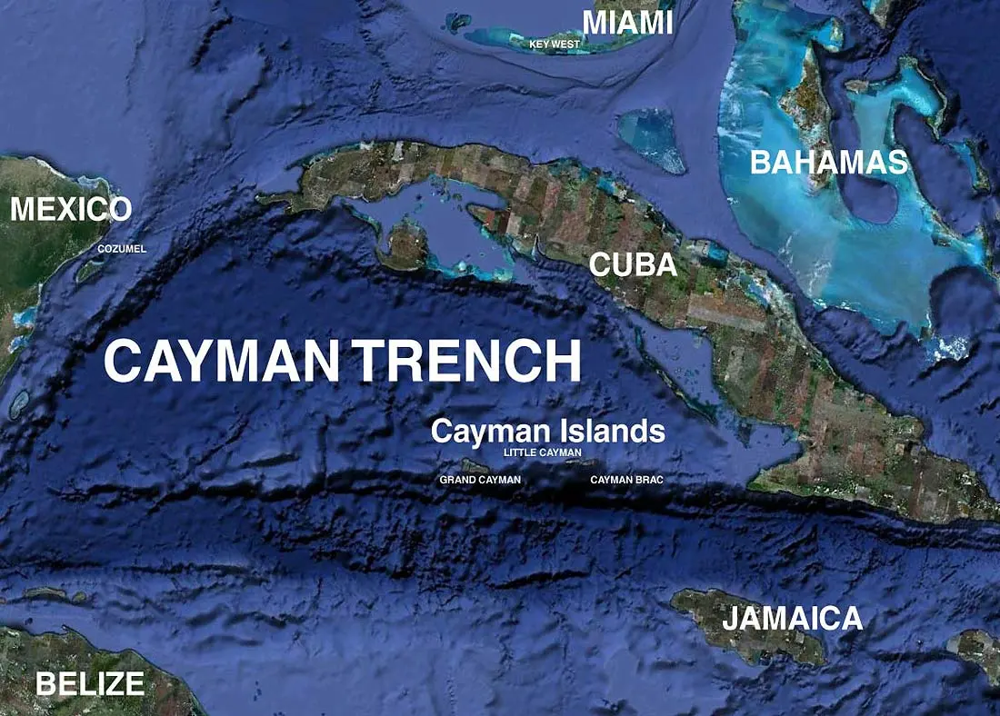 MIAMI
KEY WEST
BAHAMAS
MEXICO
COZUMEL
CUBA
CAYMAN TRENCH
Cayman Islands
LITTLE CAYMAN
GRAND CAYMAN
CAYMAN BRAC
JAMAICA
BELIZE